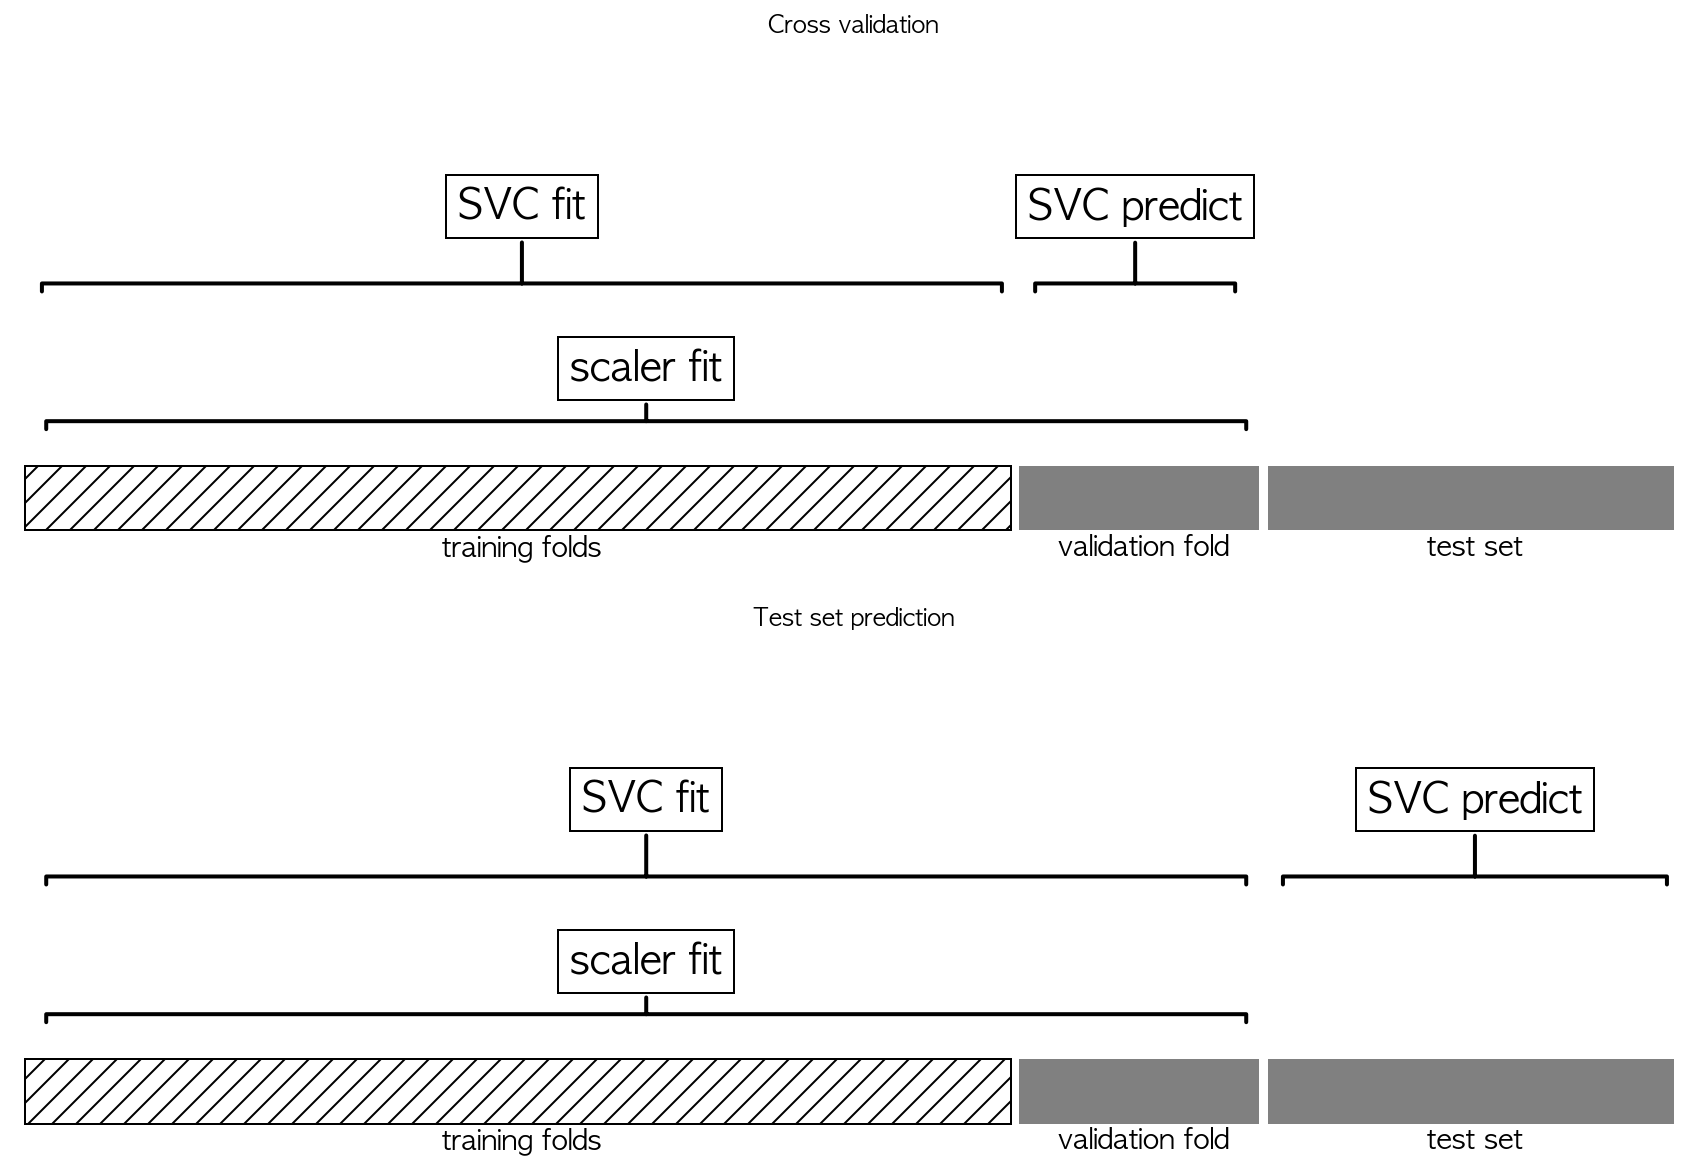 Cross validation
SVC fit
SVC predict
scaler fit
training folds
validation fold
test set
Test set prediction
SVC fit
SVC predict
scaler fit
training folds
validation fold
test set